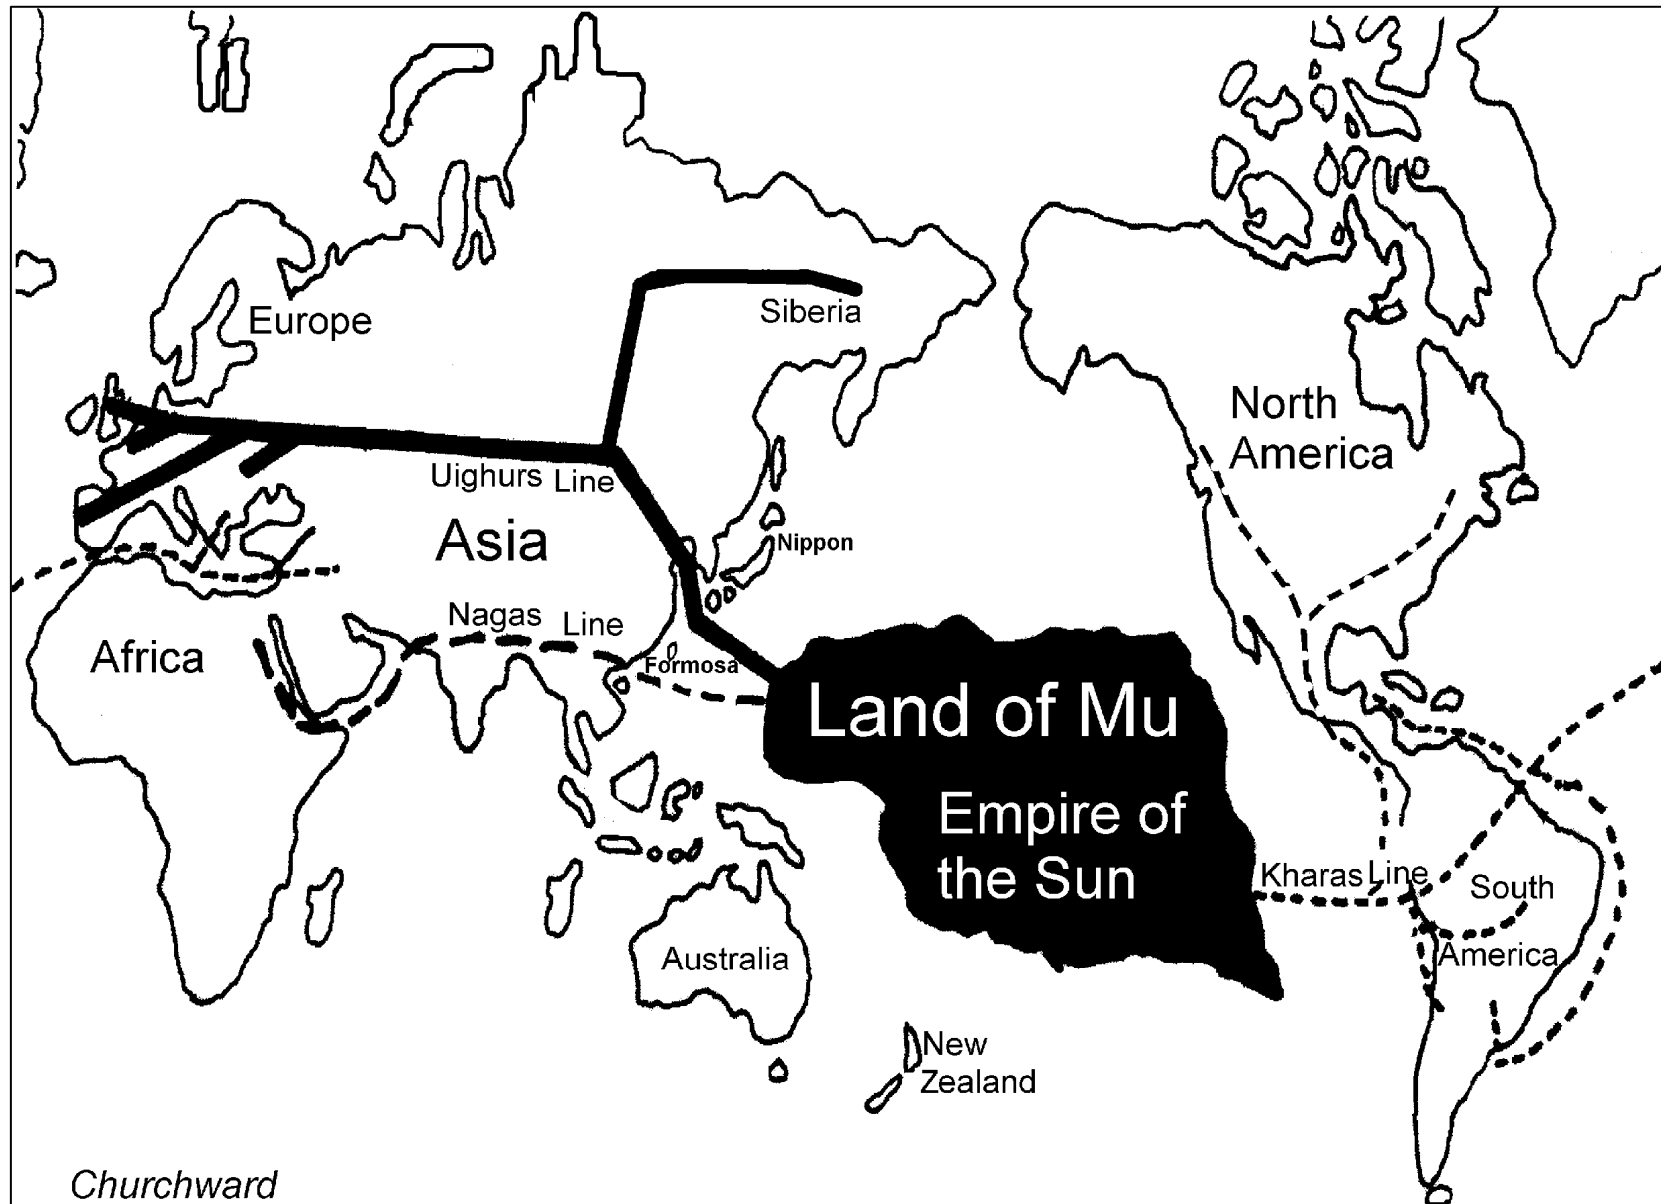 Europe
Siberia
North
America
Uighurs Line
Asia
Nippon
Nagas Line
Africa
Formosa
Land of Mu
Empire of
the Sun
Kharas Line
South
America
Australia
New
Zealand
Churchward